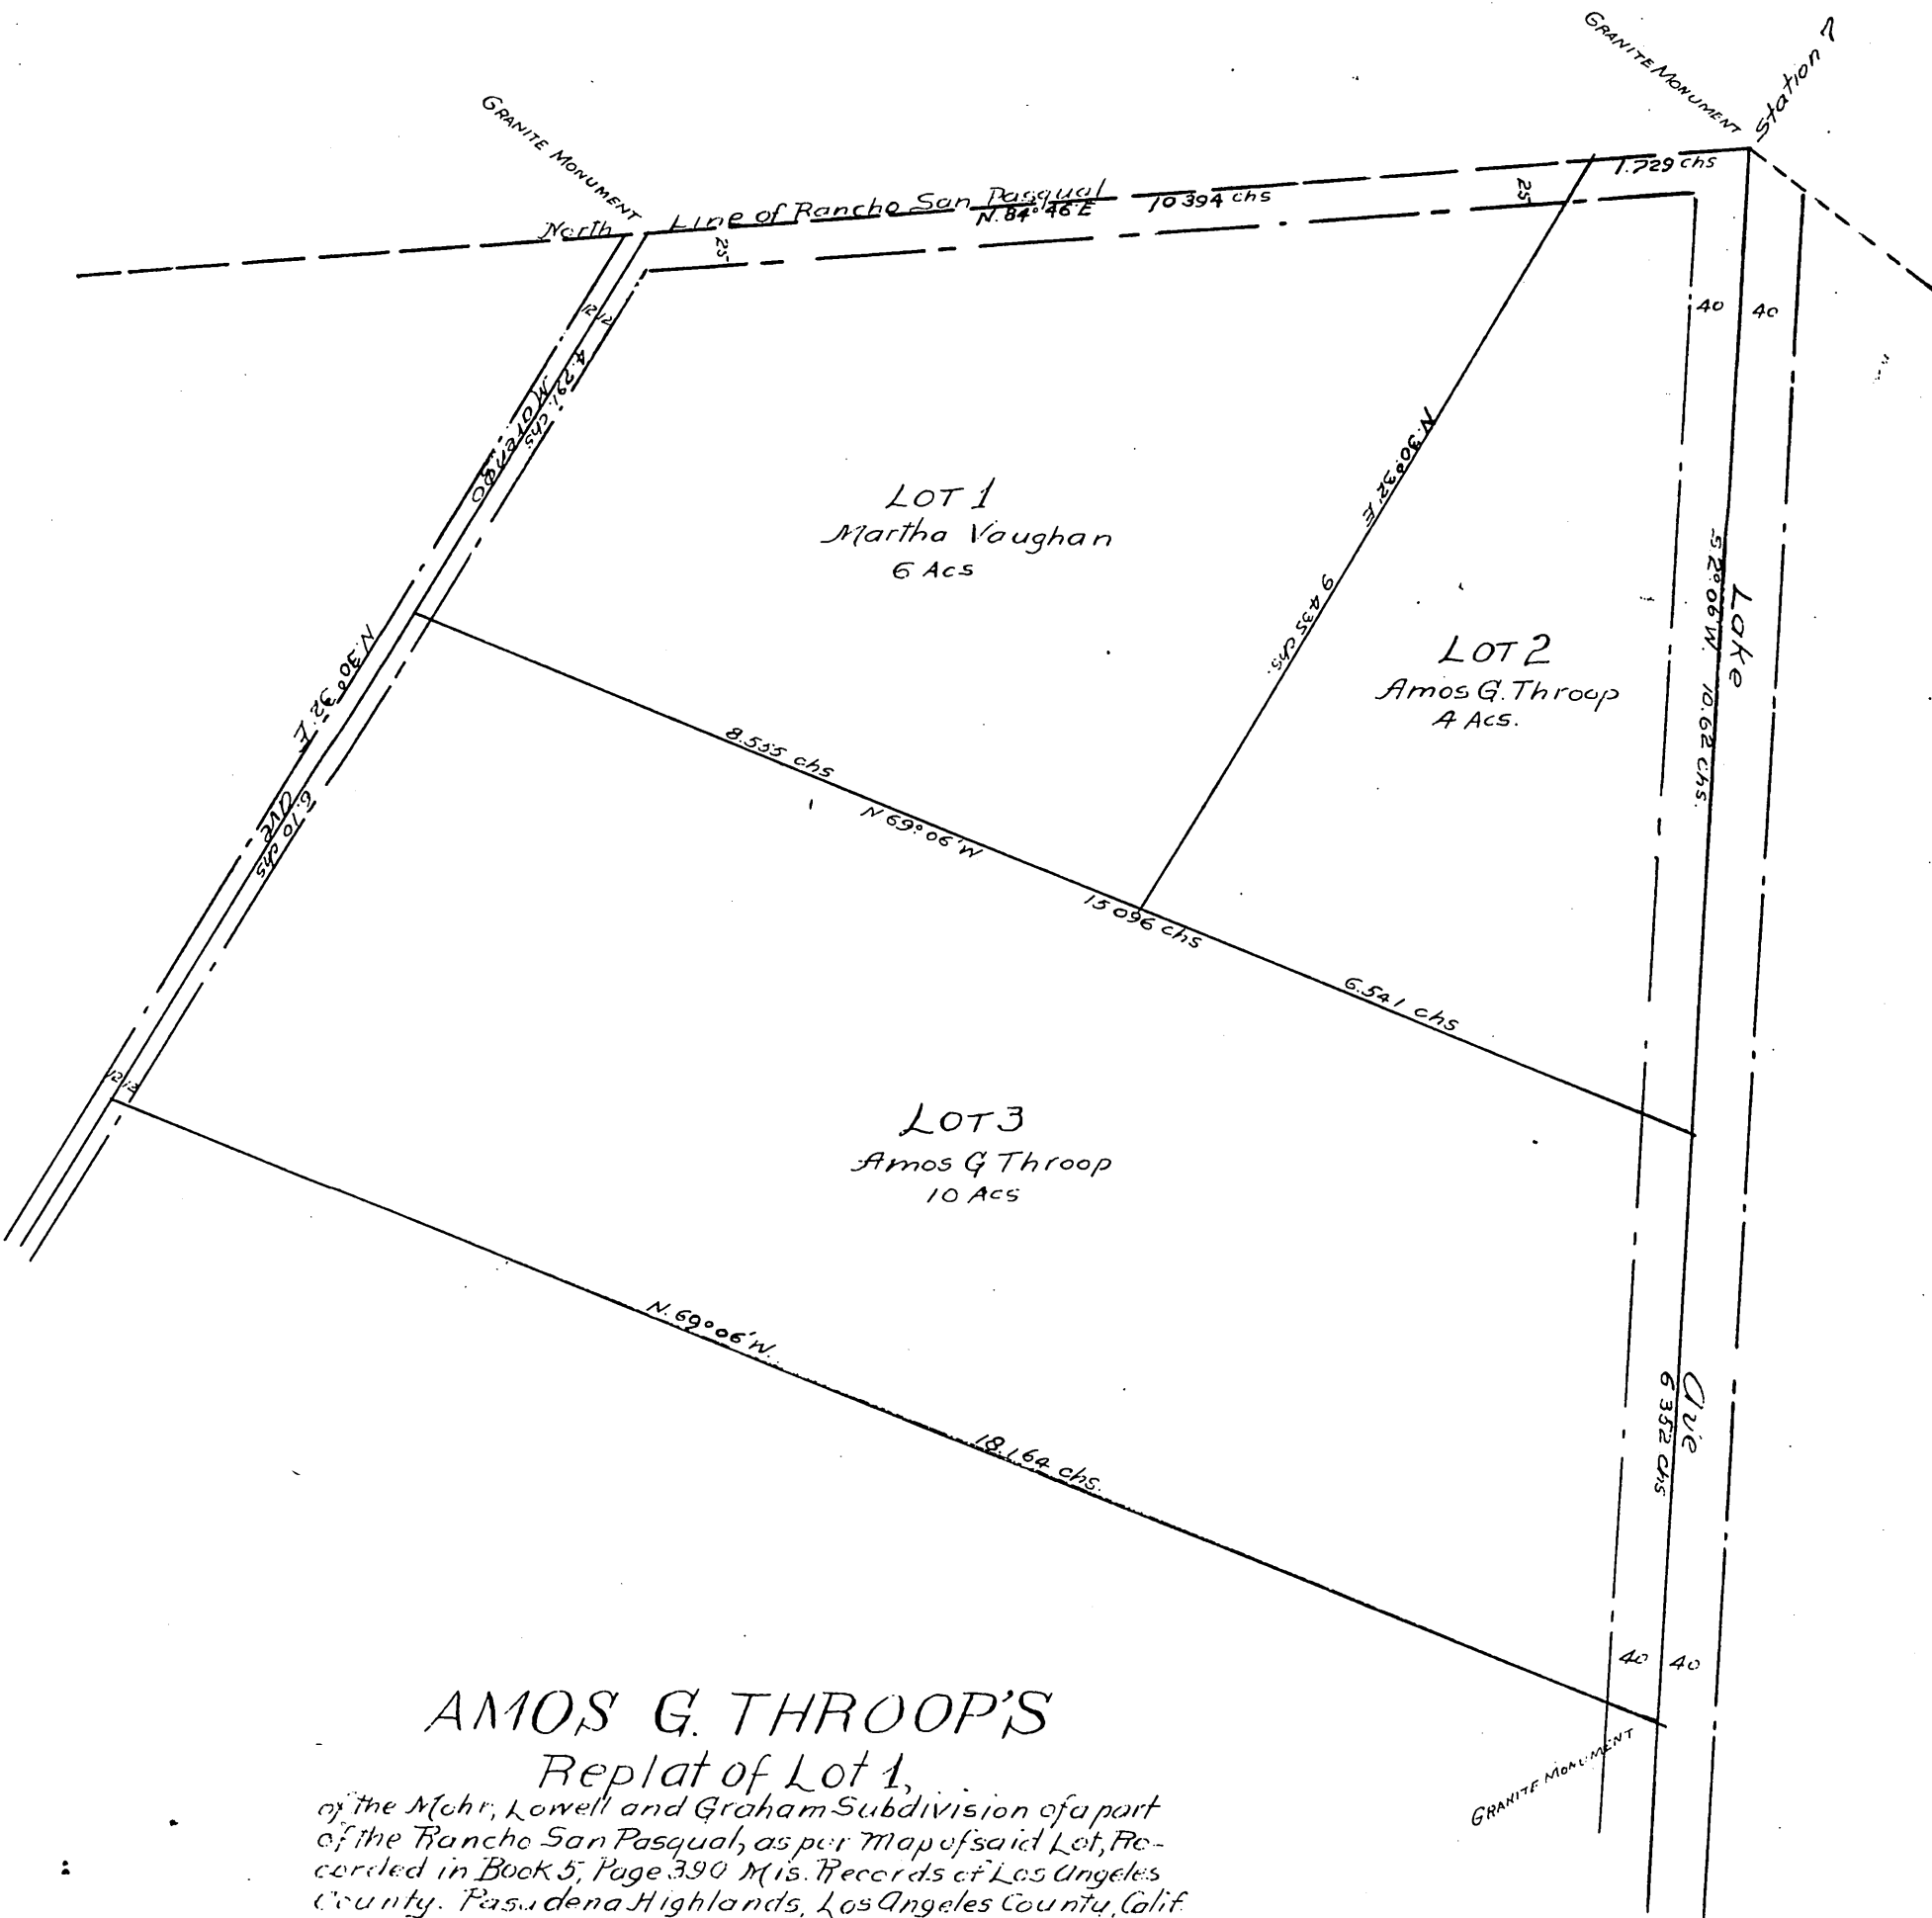 GRANITE MONUMENT
Station 7
GRANITE MONUMENT
North Line of Rancho San Pasqual
N. 84° 46' E
10 394 chs
1.729 chs
25
25
12 12
40
40
4.291 chs.
Moreno
N. 30° 32' E
Ave
6.70 chs
12 12
LOT 1
Martha Vaughan
6 Acs
N. 30° 32' E
9 435 chs.
LOT 2
Amos G. Throop
4 Acs.
S 2° 06' W. 10.62 chs.
Lake
8.555 chs
N 69° 06' W
15 096 chs
6.541 chs
LOT 3
Amos G Throop
10 Acs
N. 69° 06' W.
18.164 chs.
Ave
6 352 chs
40
40
GRANITE MONUMENT
AMOS G. THROOP'S
Replat of Lot 1,
of the Mohr, Lowell and Graham Subdivision of a part
of the Rancho San Pasqual, as per Map of said Lot, Re-
corded in Book 5, Page 390 Mis. Records of Los Angeles
County. Pasadena Highlands, Los Angeles County, Calif.